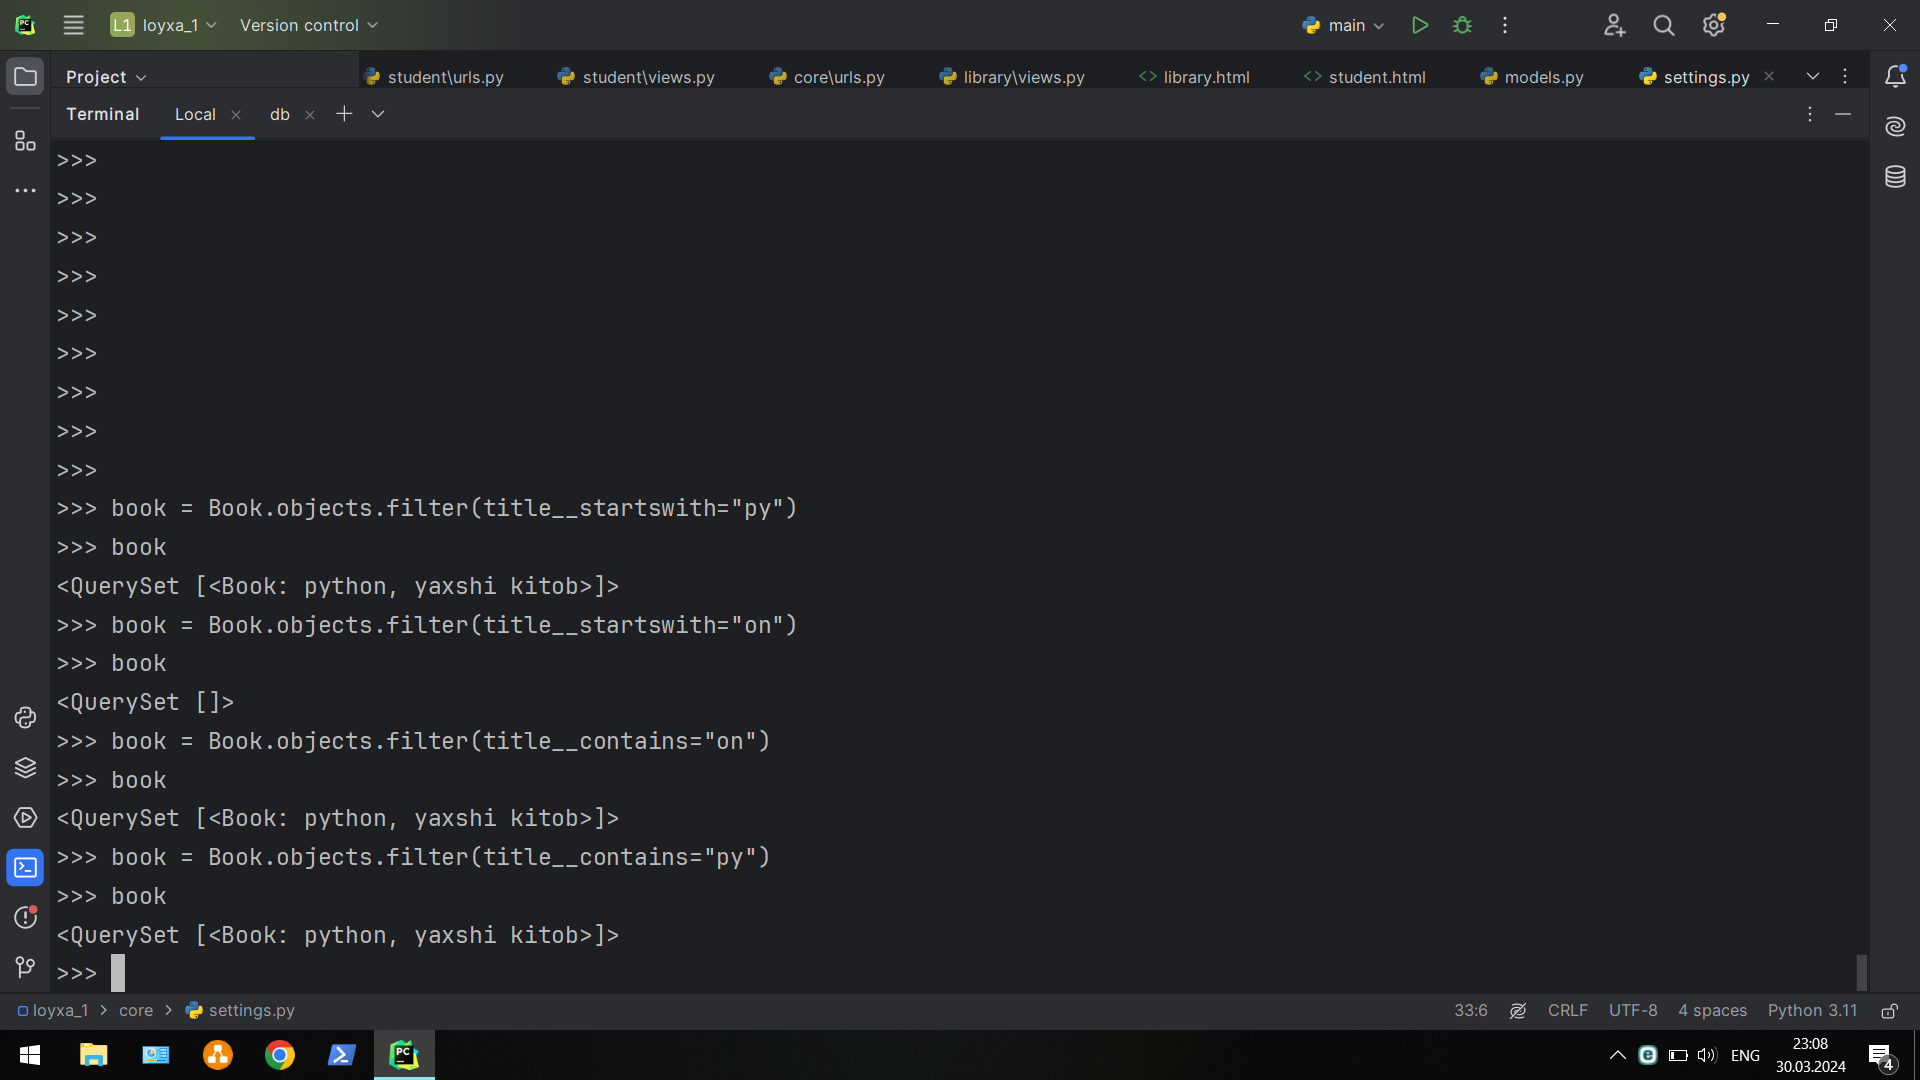 L1 loyxa_1 Version control main
Project student\urls.py student\views.py core\urls.py library\views.py library.html student.html models.py settings.py
Terminal Local db
>>>
>>>
>>>
>>>
>>>
>>>
>>>
>>>
>>>
>>> book = Book.objects.filter(title__startswith="py")
>>> book
<QuerySet [<Book: python, yaxshi kitob>]>
>>> book = Book.objects.filter(title__startswith="on")
>>> book
<QuerySet []>
>>> book = Book.objects.filter(title__contains="on")
>>> book
<QuerySet [<Book: python, yaxshi kitob>]>
>>> book = Book.objects.filter(title__contains="py")
>>> book
<QuerySet [<Book: python, yaxshi kitob>]>
>>>
loyxa_1 > core > settings.py 33:6 CRLF UTF-8 4 spaces Python 3.11
PC ENG 23:08
30.03.2024 4